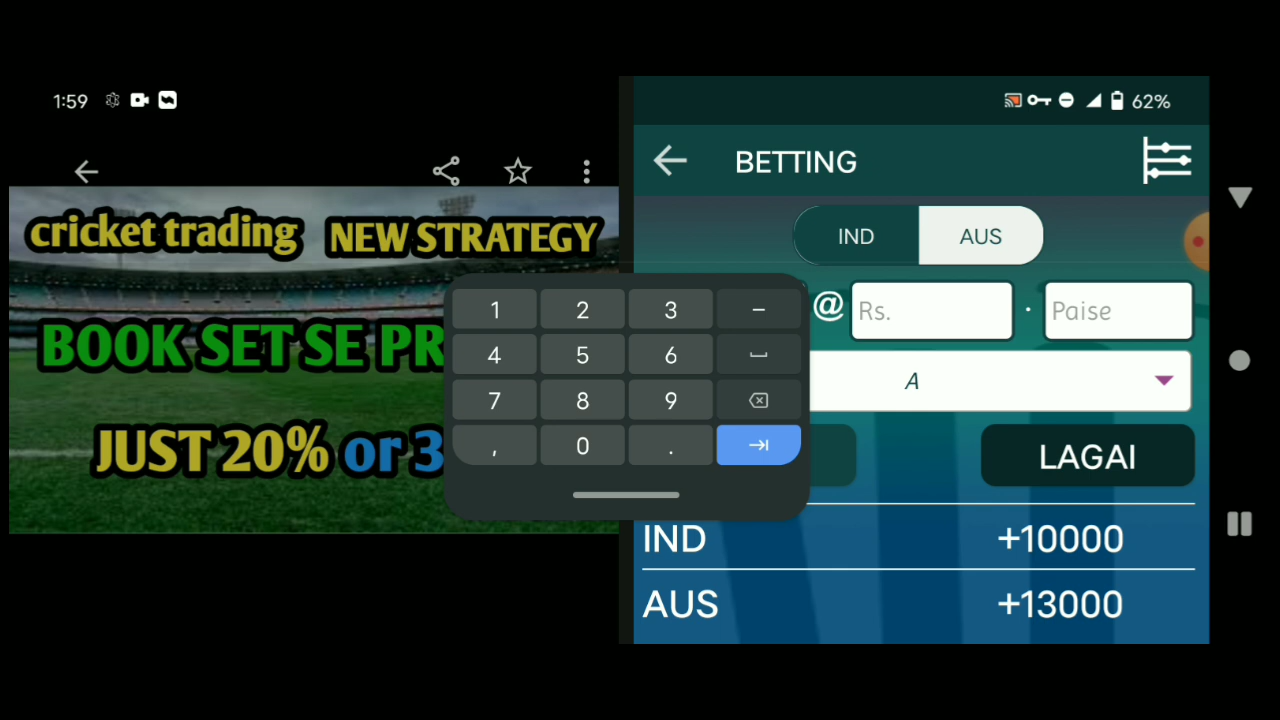 1:59
62%
BETTING
cricket trading NEW STRATEGY
IND AUS
@ Rs. . Paise
BOOK SET SE PR
A
JUST 20% or 3
LAGAI
1 2 3 –
4 5 6
7 8 9
, 0 .
IND +10000
AUS +13000